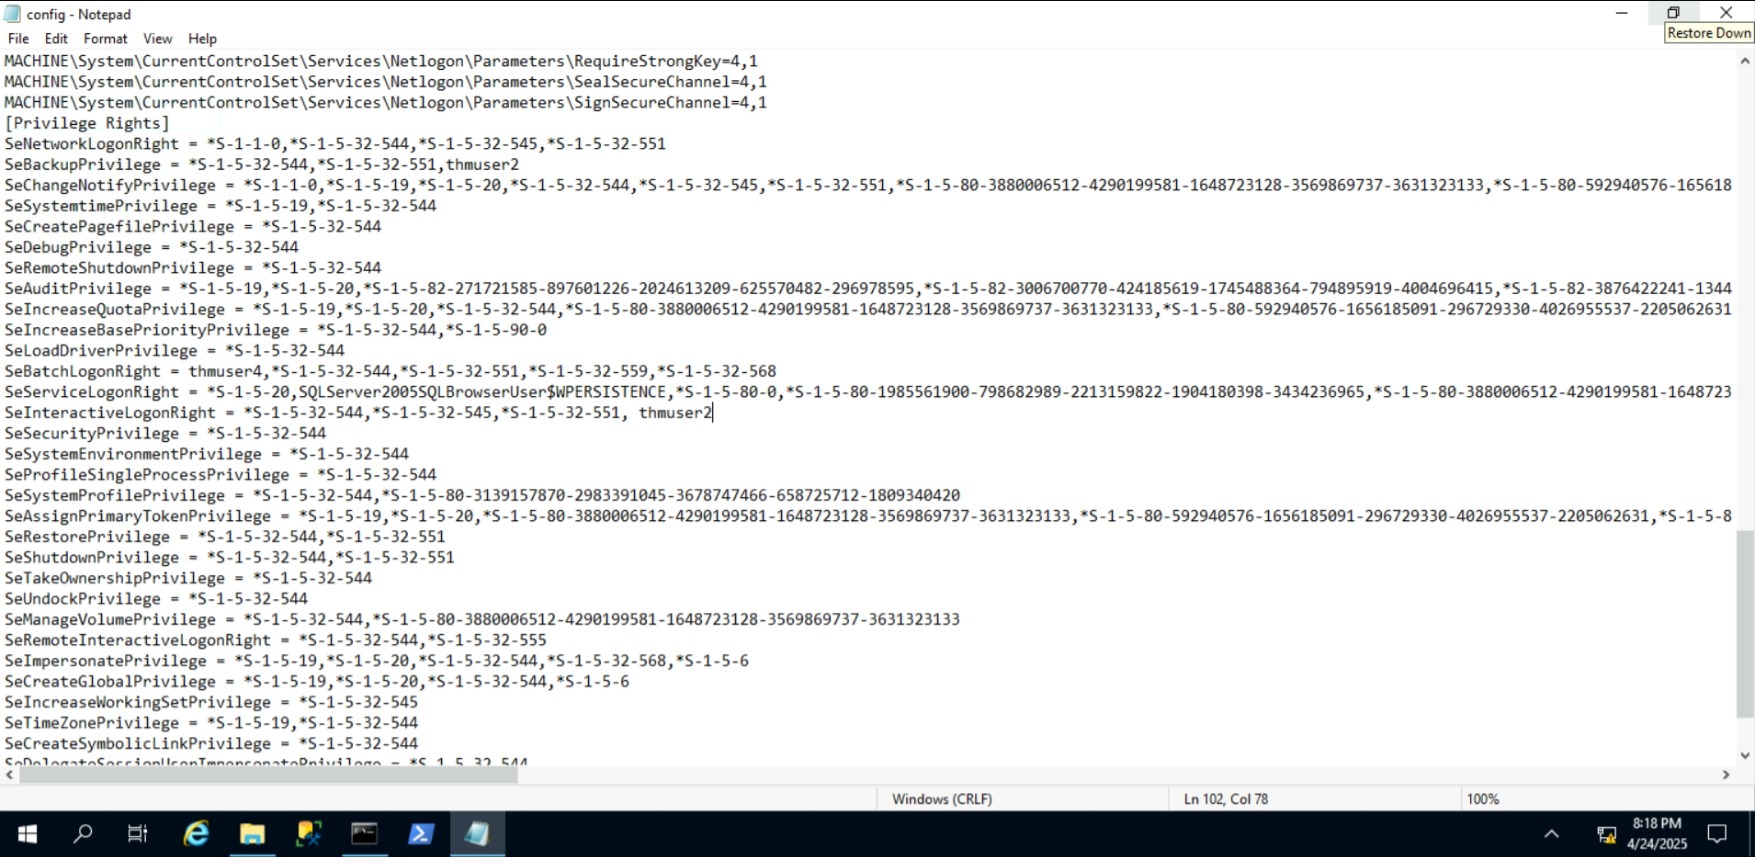 config - Notepad
Restore Down
File Edit Format View Help
MACHINE\System\CurrentControlSet\Services\Netlogon\Parameters\RequireStrongKey=4,1
MACHINE\System\CurrentControlSet\Services\Netlogon\Parameters\SealSecureChannel=4,1
MACHINE\System\CurrentControlSet\Services\Netlogon\Parameters\SignSecureChannel=4,1
[Privilege Rights]
SeNetworkLogonRight = *S-1-1-0,*S-1-5-32-544,*S-1-5-32-545,*S-1-5-32-551
SeBackupPrivilege = *S-1-5-32-544,*S-1-5-32-551,thmuser2
SeChangeNotifyPrivilege = *S-1-1-0,*S-1-5-19,*S-1-5-20,*S-1-5-32-544,*S-1-5-32-545,*S-1-5-32-551,*S-1-5-80-3880006512-4290199581-1648723128-3569869737-3631323133,*S-1-5-80-592940576-165618
SeSystemtimePrivilege = *S-1-5-19,*S-1-5-32-544
SeCreatePagefilePrivilege = *S-1-5-32-544
SeDebugPrivilege = *S-1-5-32-544
SeRemoteShutdownPrivilege = *S-1-5-32-544
SeAuditPrivilege = *S-1-5-19,*S-1-5-20,*S-1-5-82-271721585-897601226-2024613209-625570482-296978595,*S-1-5-82-3006700770-424185619-1745488364-794895919-4004696415,*S-1-5-82-3876422241-1344
SeIncreaseQuotaPrivilege = *S-1-5-19,*S-1-5-20,*S-1-5-32-544,*S-1-5-80-3880006512-4290199581-1648723128-3569869737-3631323133,*S-1-5-80-592940576-1656185091-296729330-4026955537-2205062631
SeIncreaseBasePriorityPrivilege = *S-1-5-32-544,*S-1-5-90-0
SeLoadDriverPrivilege = *S-1-5-32-544
SeBatchLogonRight = thmuser4,*S-1-5-32-544,*S-1-5-32-551,*S-1-5-32-559,*S-1-5-32-568
SeServiceLogonRight = *S-1-5-20,SQLServer2005SQLBrowserUser$WPERSISTENCE,*S-1-5-80-0,*S-1-5-80-1985561900-798682989-2213159822-1904180398-3434236965,*S-1-5-80-3880006512-4290199581-1648723
SeInteractiveLogonRight = *S-1-5-32-544,*S-1-5-32-545,*S-1-5-32-551, thmuser2
SeSecurityPrivilege = *S-1-5-32-544
SeSystemEnvironmentPrivilege = *S-1-5-32-544
SeProfileSingleProcessPrivilege = *S-1-5-32-544
SeSystemProfilePrivilege = *S-1-5-32-544,*S-1-5-80-3139157870-2983391045-3678747466-658725712-1809340420
SeAssignPrimaryTokenPrivilege = *S-1-5-19,*S-1-5-20,*S-1-5-80-3880006512-4290199581-1648723128-3569869737-3631323133,*S-1-5-80-592940576-1656185091-296729330-4026955537-2205062631,*S-1-5-8
SeRestorePrivilege = *S-1-5-32-544,*S-1-5-32-551
SeShutdownPrivilege = *S-1-5-32-544,*S-1-5-32-551
SeTakeOwnershipPrivilege = *S-1-5-32-544
SeUndockPrivilege = *S-1-5-32-544
SeManageVolumePrivilege = *S-1-5-32-544,*S-1-5-80-3880006512-4290199581-1648723128-3569869737-3631323133
SeRemoteInteractiveLogonRight = *S-1-5-32-544,*S-1-5-32-555
SeImpersonatePrivilege = *S-1-5-19,*S-1-5-20,*S-1-5-32-544,*S-1-5-32-568,*S-1-5-6
SeCreateGlobalPrivilege = *S-1-5-19,*S-1-5-20,*S-1-5-32-544,*S-1-5-6
SeIncreaseWorkingSetPrivilege = *S-1-5-32-545
SeTimeZonePrivilege = *S-1-5-19,*S-1-5-32-544
SeCreateSymbolicLinkPrivilege = *S-1-5-32-544
SeDelegateSessionUserImpersonatePrivilege = *S-1-5-32-544
Windows (CRLF) Ln 102, Col 78 100%
8:18 PM
4/24/2025